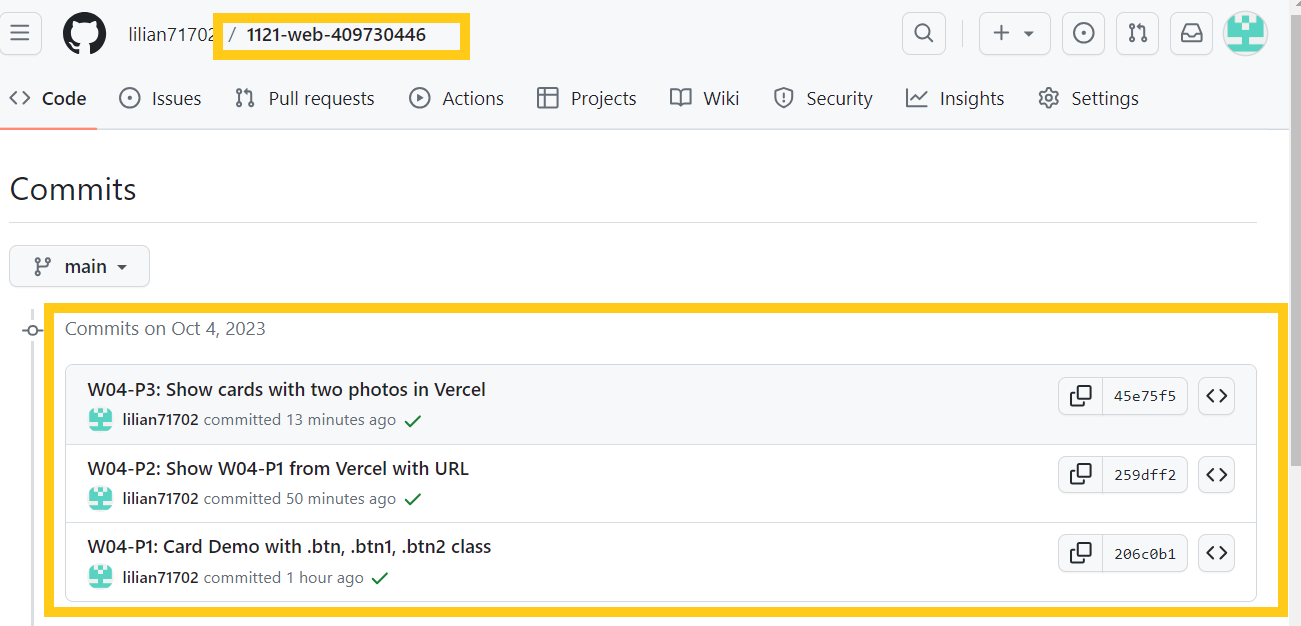 lilian71702 / 1121-web-409730446
Code Issues Pull requests Actions Projects Wiki Security Insights Settings
Commits
main
Commits on Oct 4, 2023
W04-P3: Show cards with two photos in Vercel
lilian71702 committed 13 minutes ago
45e75f5
W04-P2: Show W04-P1 from Vercel with URL
lilian71702 committed 50 minutes ago
259dff2
W04-P1: Card Demo with .btn, .btn1, .btn2 class
lilian71702 committed 1 hour ago
206c0b1